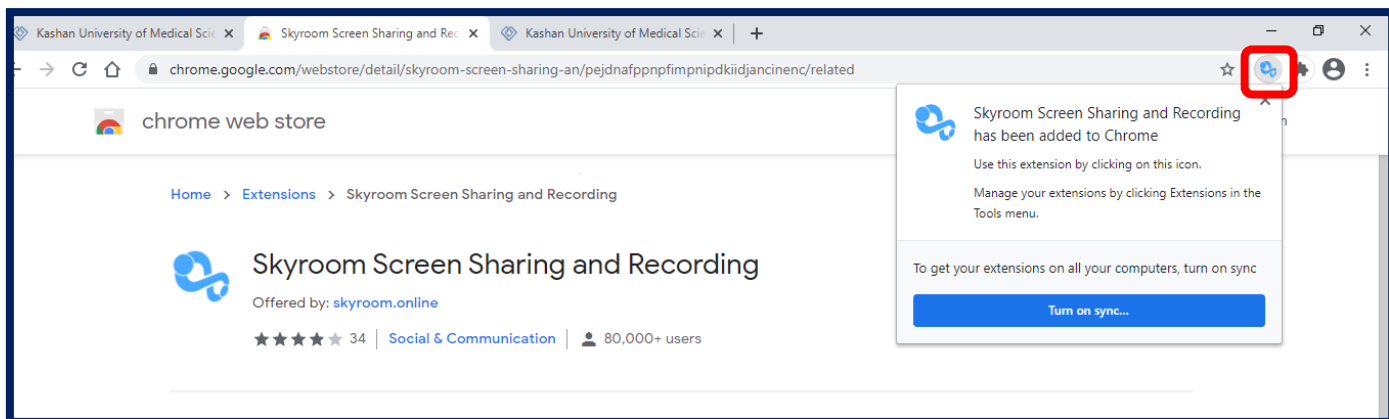 Kashan University of Medical Scie
Skyroom Screen Sharing and Rec
Kashan University of Medical Scie
chrome.google.com/webstore/detail/skyroom-screen-sharing-an/pejdnafppnpfimpnipdkiidjancinenc/related
chrome web store
Skyroom Screen Sharing and Recording
has been added to Chrome
Use this extension by clicking on this icon.
Manage your extensions by clicking Extensions in the
Tools menu.
To get your extensions on all your computers, turn on sync
Turn on sync...
Home > Extensions > Skyroom Screen Sharing and Recording
Skyroom Screen Sharing and Recording
Offered by: skyroom.online
34 | Social & Communication | 80,000+ users